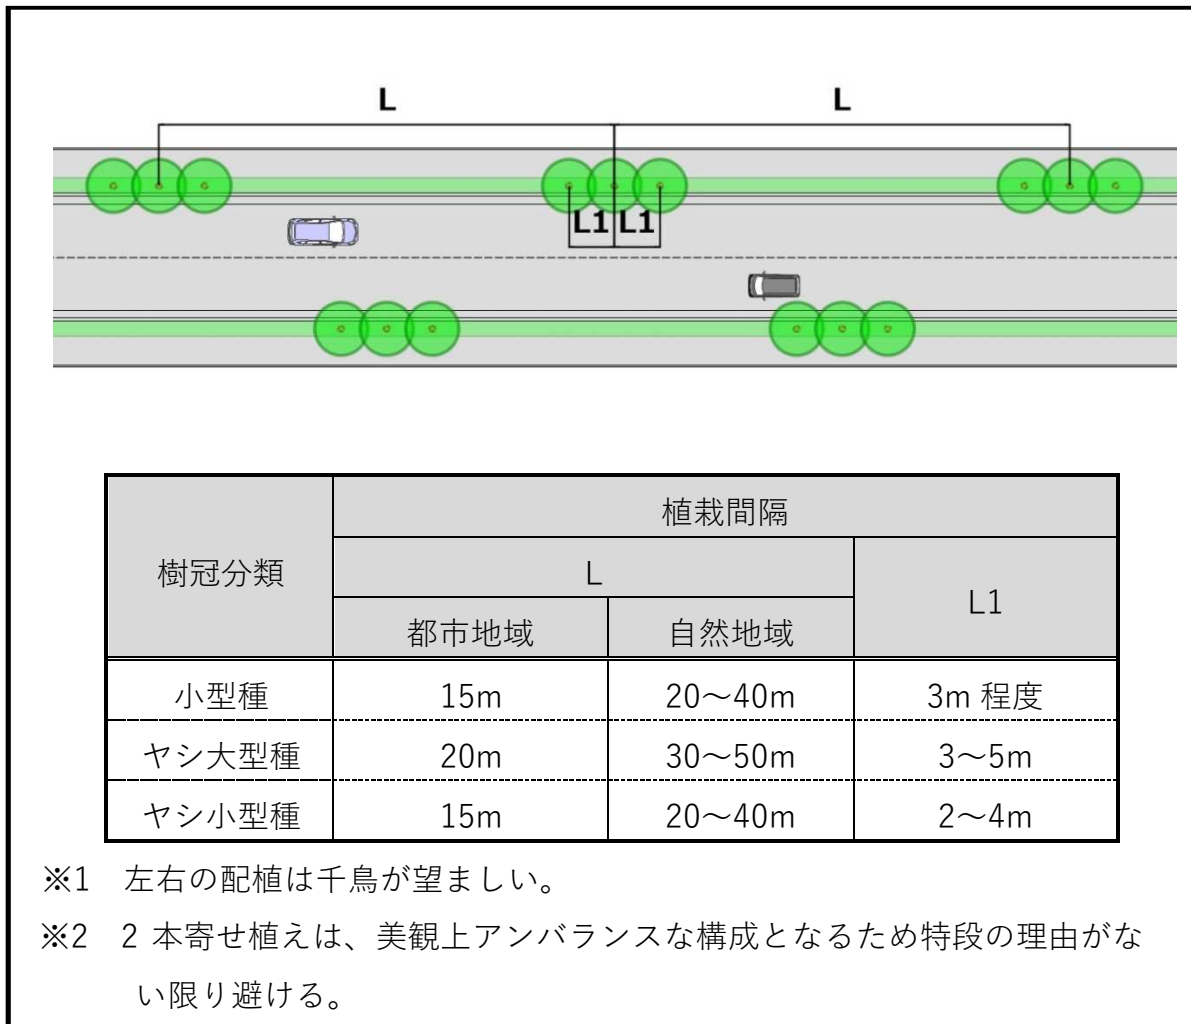 L L
L1 L1
樹冠分類 植栽間隔
L L1
都市地域 自然地域
小型種 15m 20～40m 3m 程度
ヤシ大型種 20m 30～50m 3～5m
ヤシ小型種 15m 20～40m 2～4m
※1 左右の配植は千鳥が望ましい。
※2 2 本寄せ植えは、美観上アンバランスな構成となるため特段の理由がな
い限り避ける。